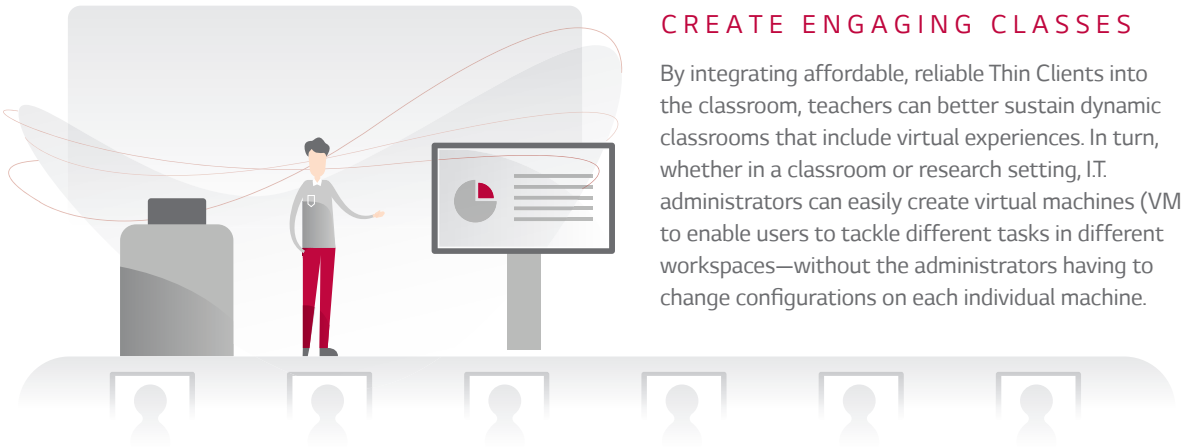 CREATE ENGAGING CLASSES
By integrating affordable, reliable Thin Clients into
the classroom, teachers can better sustain dynamic
classrooms that include virtual experiences. In turn,
whether in a classroom or research setting, I.T.
administrators can easily create virtual machines (VM
to enable users to tackle different tasks in different
workspaces—without the administrators having to
change configurations on each individual machine.